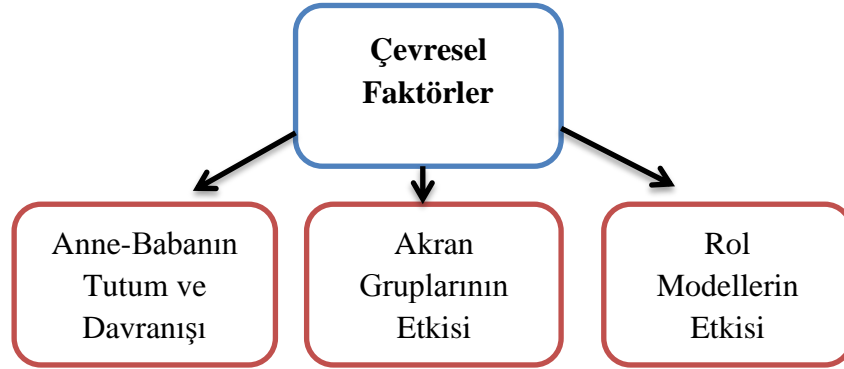 Çevresel
Faktörler
Anne-Babanın
Tutum ve
Davranışı
Akran
Gruplarının
Etkisi
Rol
Modellerin
Etkisi